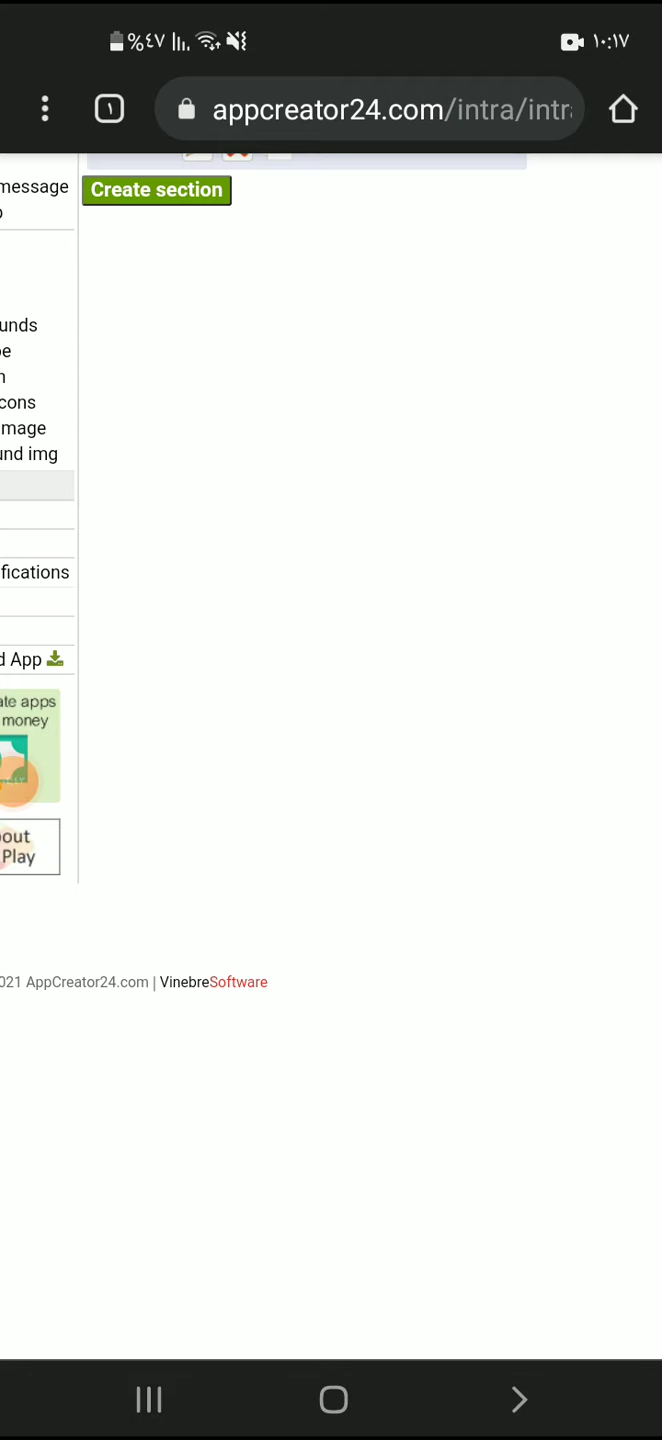 %٤٧
١٠:١٧
١
appcreator24.com/intra/intr
message
Create section
unds
cons
mage
und img
fications
d App
ate apps
money
out
Play
021 AppCreator24.com | VinebreSoftware